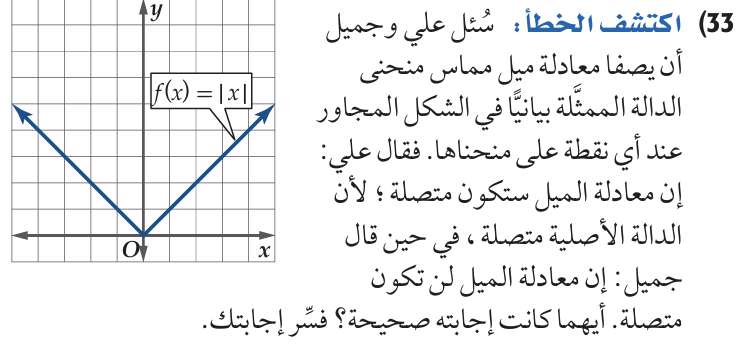 33) اكتشف الخطأ: سُئل علي وجميل
أن يصفا معادلة ميل مماس منحنى
الدالة الممثَّلة بيانيًّا في الشكل المجاور
عند أي نقطة على منحناها. فقال علي:
إن معادلة الميل ستكون متصلة ؛ لأن
الدالة الأصلية متصلة ، في حين قال
جميل: إن معادلة الميل لن تكون
متصلة. أيهما كانت إجابته صحيحة؟ فسِّر إجابتك.
y
f(x) = |x|
O
x